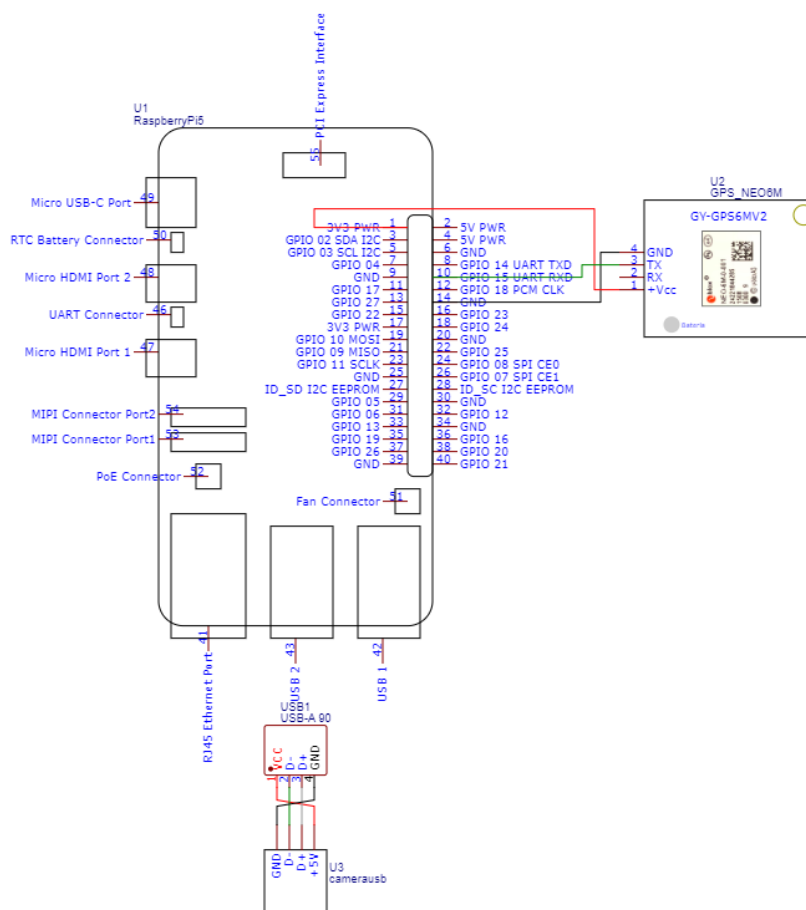 PCI Express Interface
55
U1
RaspberryPi5
Micro USB-C Port 49
RTC Battery Connector 50
Micro HDMI Port 2 48
UART Connector 46
Micro HDMI Port 1 47
MIPI Connector Port2 54
MIPI Connector Port1 53
PoE Connector 52
Fan Connector 51
3V3 PWR 1 2 5V PWR
GPIO 02 SDA I2C 3 4 5V PWR
GPIO 03 SCL I2C 5 6 GND
GPIO 04 7 8 GPIO 14 UART TXD
GND 9 10 GPIO 15 UART RXD
GPIO 17 11 12 GPIO 18 PCM CLK
GPIO 27 13 14 GND
GPIO 22 15 16 GPIO 23
3V3 PWR 17 18 GPIO 24
GPIO 10 MOSI 19 20 GND
GPIO 09 MISO 21 22 GPIO 25
GPIO 11 SCLK 23 24 GPIO 08 SPI CE0
GND 25 26 GPIO 07 SPI CE1
ID_SD I2C EEPROM 27 28 ID_SC I2C EEPROM
GPIO 05 29 30 GND
GPIO 06 31 32 GPIO 12
GPIO 13 33 34 GND
GPIO 19 35 36 GPIO 16
GPIO 26 37 38 GPIO 20
GND 39 40 GPIO 21
U2
GPS_NEO6M
GY-GPS6MV2
4 GND
3 TX
2 RX
1 +Vcc
Bateria
41
RJ45 Ethernet Port
43
USB 2
42
USB 1
USB1
USB-A 90
VCC D- D+ GND
1 2 3 4
GND D- D+ +5V
U3
camerausb